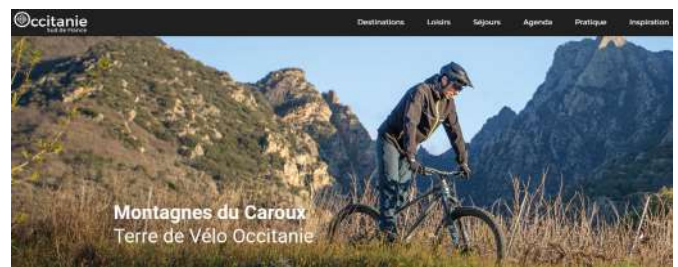 Occitanie
Sud de France
Destinations Loisirs Séjours Agenda Pratique Inspiration
Montagnes du Caroux
Terre de Vélo Occitanie